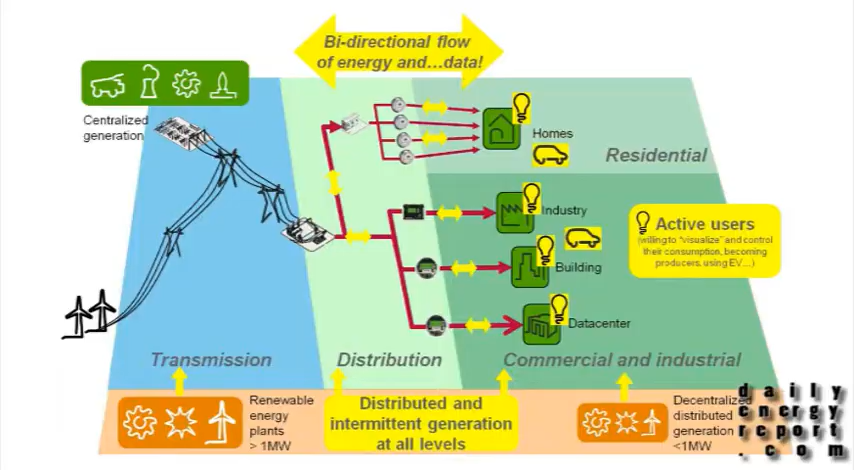 Bi-directional flow
of energy and...data!
Centralized
generation
Homes
Residential
Industry
Active users
(willing to "visualize" and control
their consumption, becoming
producers, using EV....)
Building
Datacenter
Transmission
Distribution
Commercial and industrial
Renewable
energy
plants
> 1MW
Distributed and
intermittent generation
at all levels
Decentralized
distributed
generation
<1MW
daily
energy
report
.com